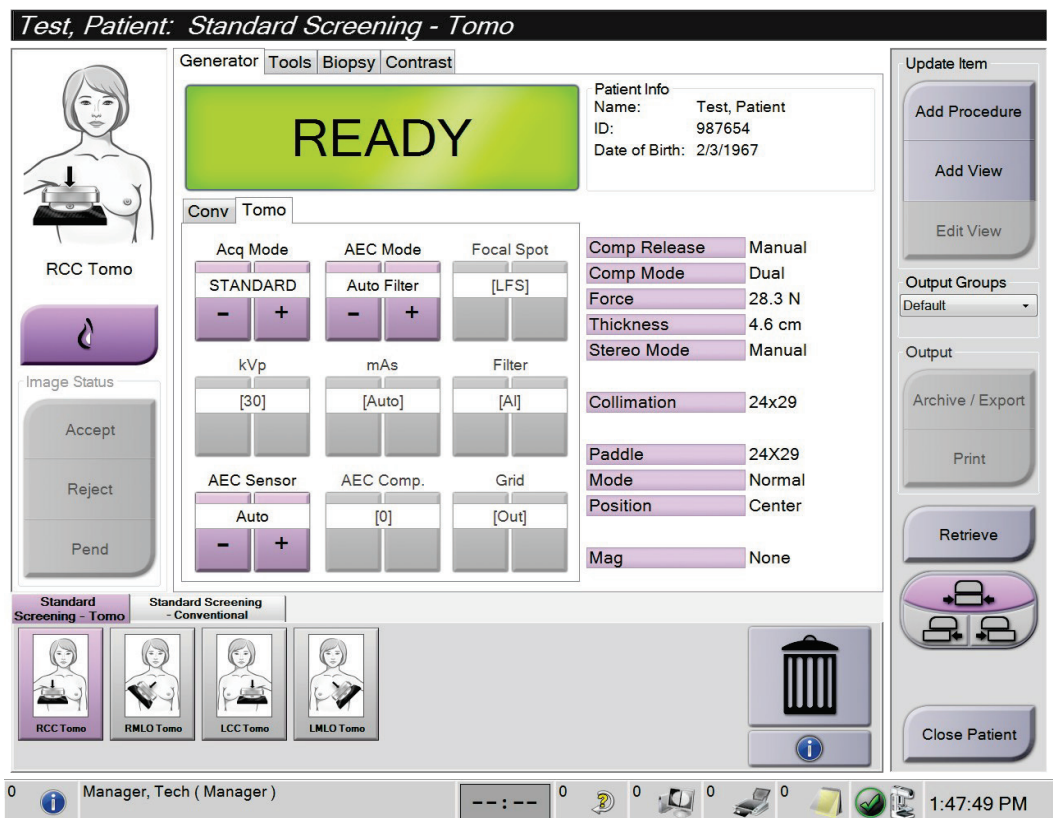 Test, Patient:  Standard Screening - Tomo
Generator Tools Biopsy Contrast
READY
Patient Info
Name: Test, Patient
ID: 987654
Date of Birth: 2/3/1967
RCC Tomo
Image Status
Accept
Reject
Pend
Conv Tomo
Acq Mode AEC Mode Focal Spot
STANDARD Auto Filter [LFS]
- + - +
kVp mAs Filter
[30] [Auto] [Al]
AEC Sensor AEC Comp. Grid
Auto [0] [Out]
- +
Comp Release Manual
Comp Mode Dual
Force 28.3 N
Thickness 4.6 cm
Stereo Mode Manual
Collimation 24x29
Paddle 24X29
Mode Normal
Position Center
Mag None
Update Item
Add Procedure
Add View
Edit View
Output Groups
Default
Output
Archive / Export
Print
Retrieve
Close Patient
Standard
Screening - Tomo
Standard Screening
- Conventional
RCC Tomo RMLO Tomo LCC Tomo LMLO Tomo
0 Manager, Tech ( Manager ) --:-- 0 0 0 0 1:47:49 PM